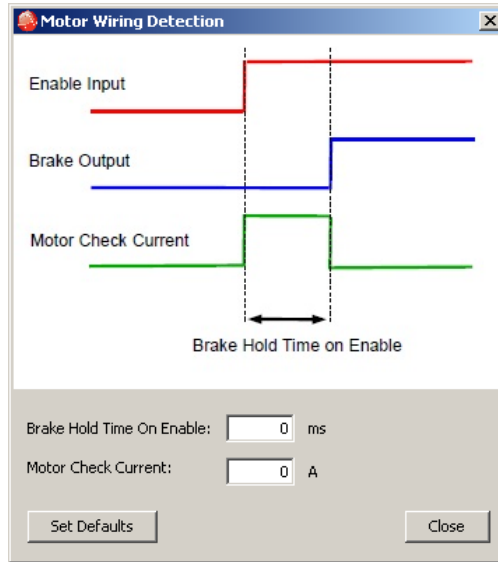 Motor Wiring Detection
Enable Input
Brake Output
Motor Check Current
Brake Hold Time on Enable
Brake Hold Time On Enable: 0 ms
Motor Check Current: 0 A
Set Defaults Close